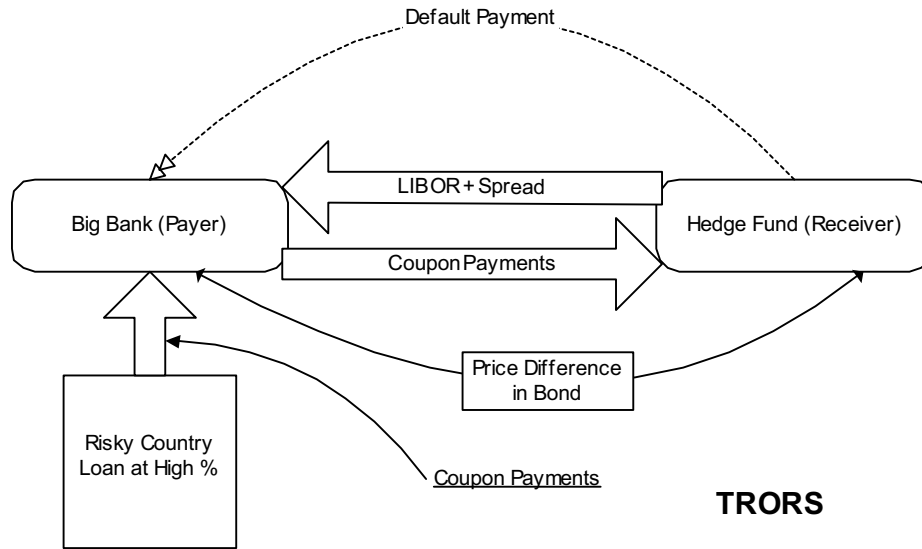 Default Payment
LIBOR + Spread
Big Bank (Payer)
Hedge Fund (Receiver)
Coupon Payments
Price Difference
in Bond
Risky Country
Loan at High %
Coupon Payments
TRORS